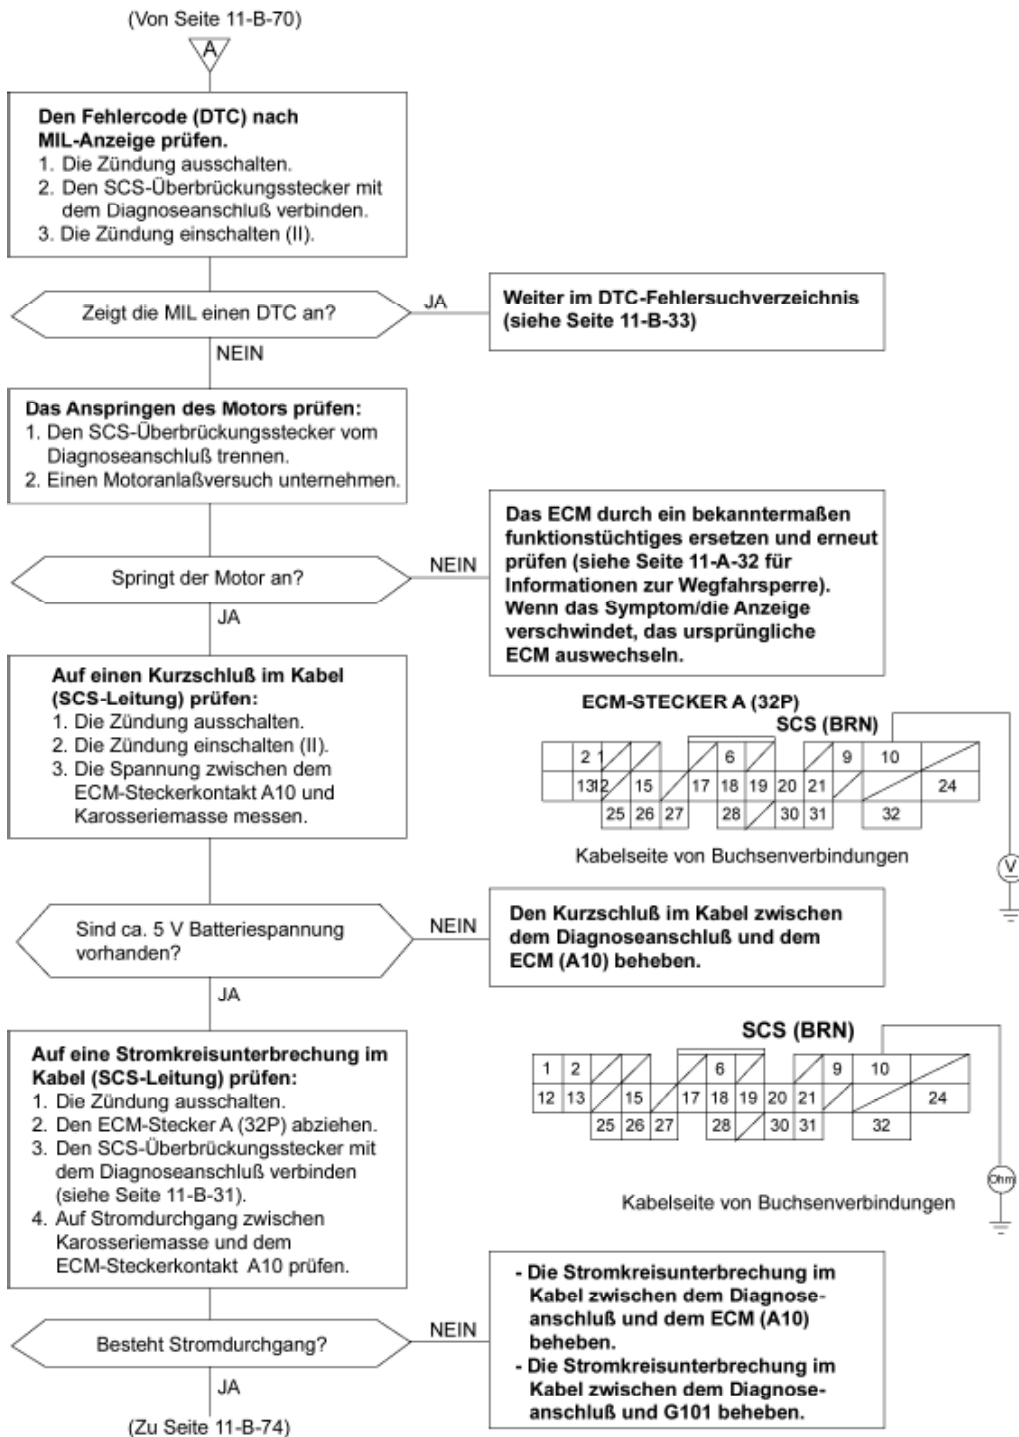 (Von Seite 11-B-70)
A
Den Fehlercode (DTC) nach
MIL-Anzeige prüfen.
1. Die Zündung ausschalten.
2. Den SCS-Überbrückungsstecker mit
dem Diagnoseanschluß verbinden.
3. Die Zündung einschalten (II).
Zeigt die MIL einen DTC an?
JA
Weiter im DTC-Fehlersuchverzeichnis
(siehe Seite 11-B-33)
NEIN
Das Anspringen des Motors prüfen:
1. Den SCS-Überbrückungsstecker vom
Diagnoseanschluß trennen.
2. Einen Motoranlaßversuch unternehmen.
Springt der Motor an?
NEIN
Das ECM durch ein bekanntermaßen
funktionstüchtiges ersetzen und erneut
prüfen (siehe Seite 11-A-32 für
Informationen zur Wegfahrsperre).
Wenn das Symptom/die Anzeige
verschwindet, das ursprüngliche
ECM auswechseln.
JA
Auf einen Kurzschluß im Kabel
(SCS-Leitung) prüfen:
1. Die Zündung ausschalten.
2. Die Zündung einschalten (II).
3. Die Spannung zwischen dem
ECM-Steckerkontakt A10 und
Karosseriemasse messen.
ECM-STECKER A (32P)
SCS (BRN)
2 1 6 9 10
13 12 15 17 18 19 20 21 24
25 26 27 28 30 31 32
Kabelseite von Buchsenverbindungen
V
Sind ca. 5 V Batteriespannung
vorhanden?
NEIN
Den Kurzschluß im Kabel zwischen
dem Diagnoseanschluß und dem
ECM (A10) beheben.
JA
Auf eine Stromkreisunterbrechung im
Kabel (SCS-Leitung) prüfen:
1. Die Zündung ausschalten.
2. Den ECM-Stecker A (32P) abziehen.
3. Den SCS-Überbrückungsstecker mit
dem Diagnoseanschluß verbinden
(siehe Seite 11-B-31).
4. Auf Stromdurchgang zwischen
Karosseriemasse und dem
ECM-Steckerkontakt A10 prüfen.
SCS (BRN)
1 2 6 9 10
12 13 15 17 18 19 20 21 24
25 26 27 28 30 31 32
Ohm
Kabelseite von Buchsenverbindungen
Besteht Stromdurchgang?
NEIN
- Die Stromkreisunterbrechung im
Kabel zwischen dem Diagnose-
anschluß und dem ECM (A10)
beheben.
- Die Stromkreisunterbrechung im
Kabel zwischen dem Diagnose-
anschluß und G101 beheben.
JA
(Zu Seite 11-B-74)